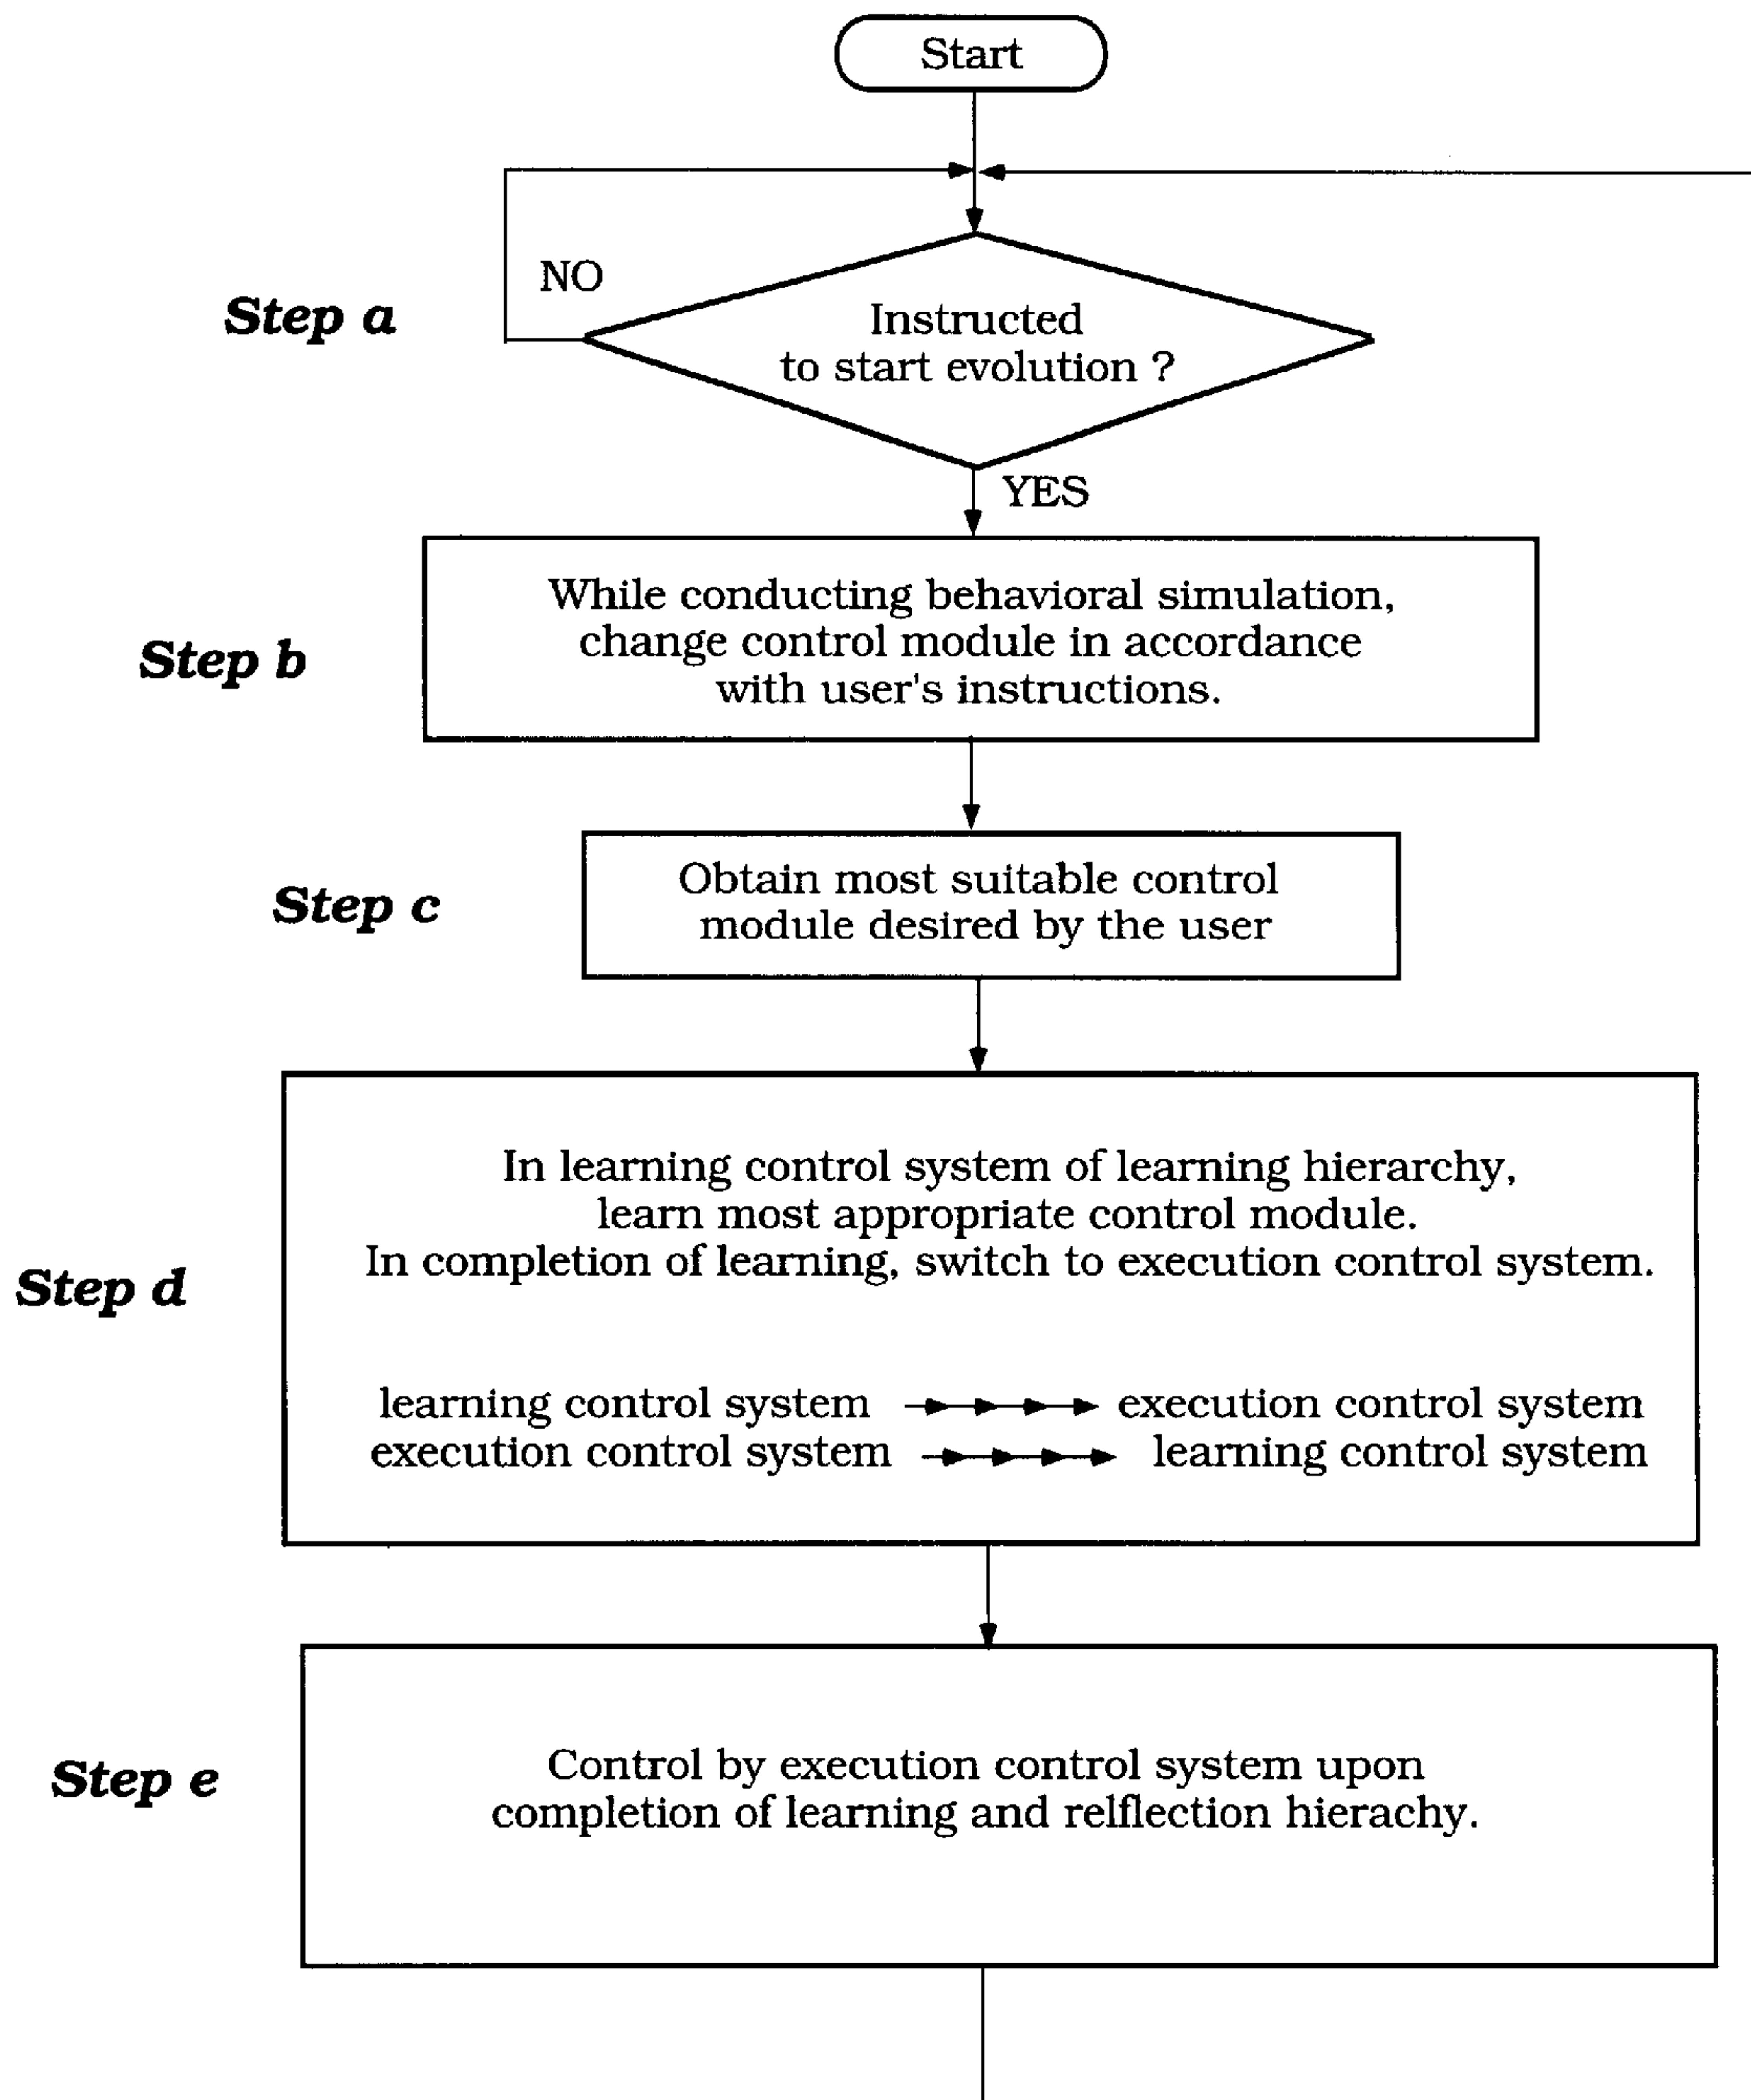 Start
NO
Step a
Instructed
to start evolution ?
YES
Step b
While conducting behavioral simulation,
change control module in accordance
with user's instructions.
Step c
Obtain most suitable control
module desired by the user
Step d
In learning control system of learning hierarchy,
learn most appropriate control module.
In completion of learning, switch to execution control system.
learning control system execution control system
execution control system learning control system
Step e
Control by execution control system upon
completion of learning and relflection hierachy.